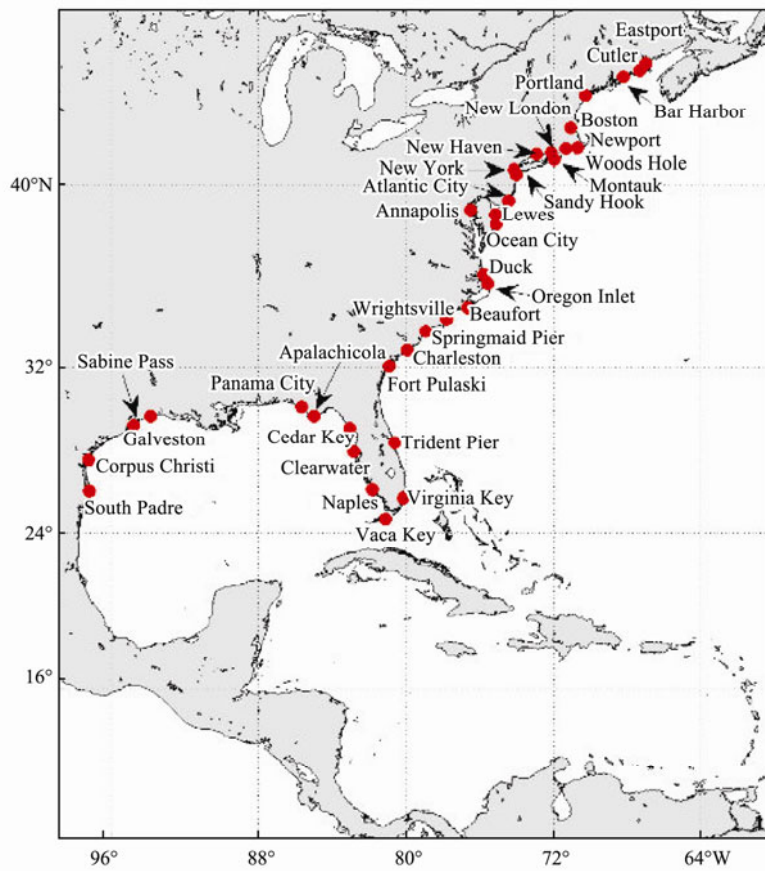 Eastport
Cutler
Portland
Bar Harbor
New London
Boston
New Haven
Newport
New York
Woods Hole
Atlantic City
Montauk
40°N
Sandy Hook
Annapolis
Lewes
Ocean City
Duck
Oregon Inlet
Wrightsville
Beaufort
Springmaid Pier
Sabine Pass
Apalachicola
Charleston
32°
Panama City
Fort Pulaski
Galveston
Cedar Key
Trident Pier
Corpus Christi
Clearwater
South Padre
Naples
Virginia Key
24°
Vaca Key
16°
96°
88°
80°
72°
64°W